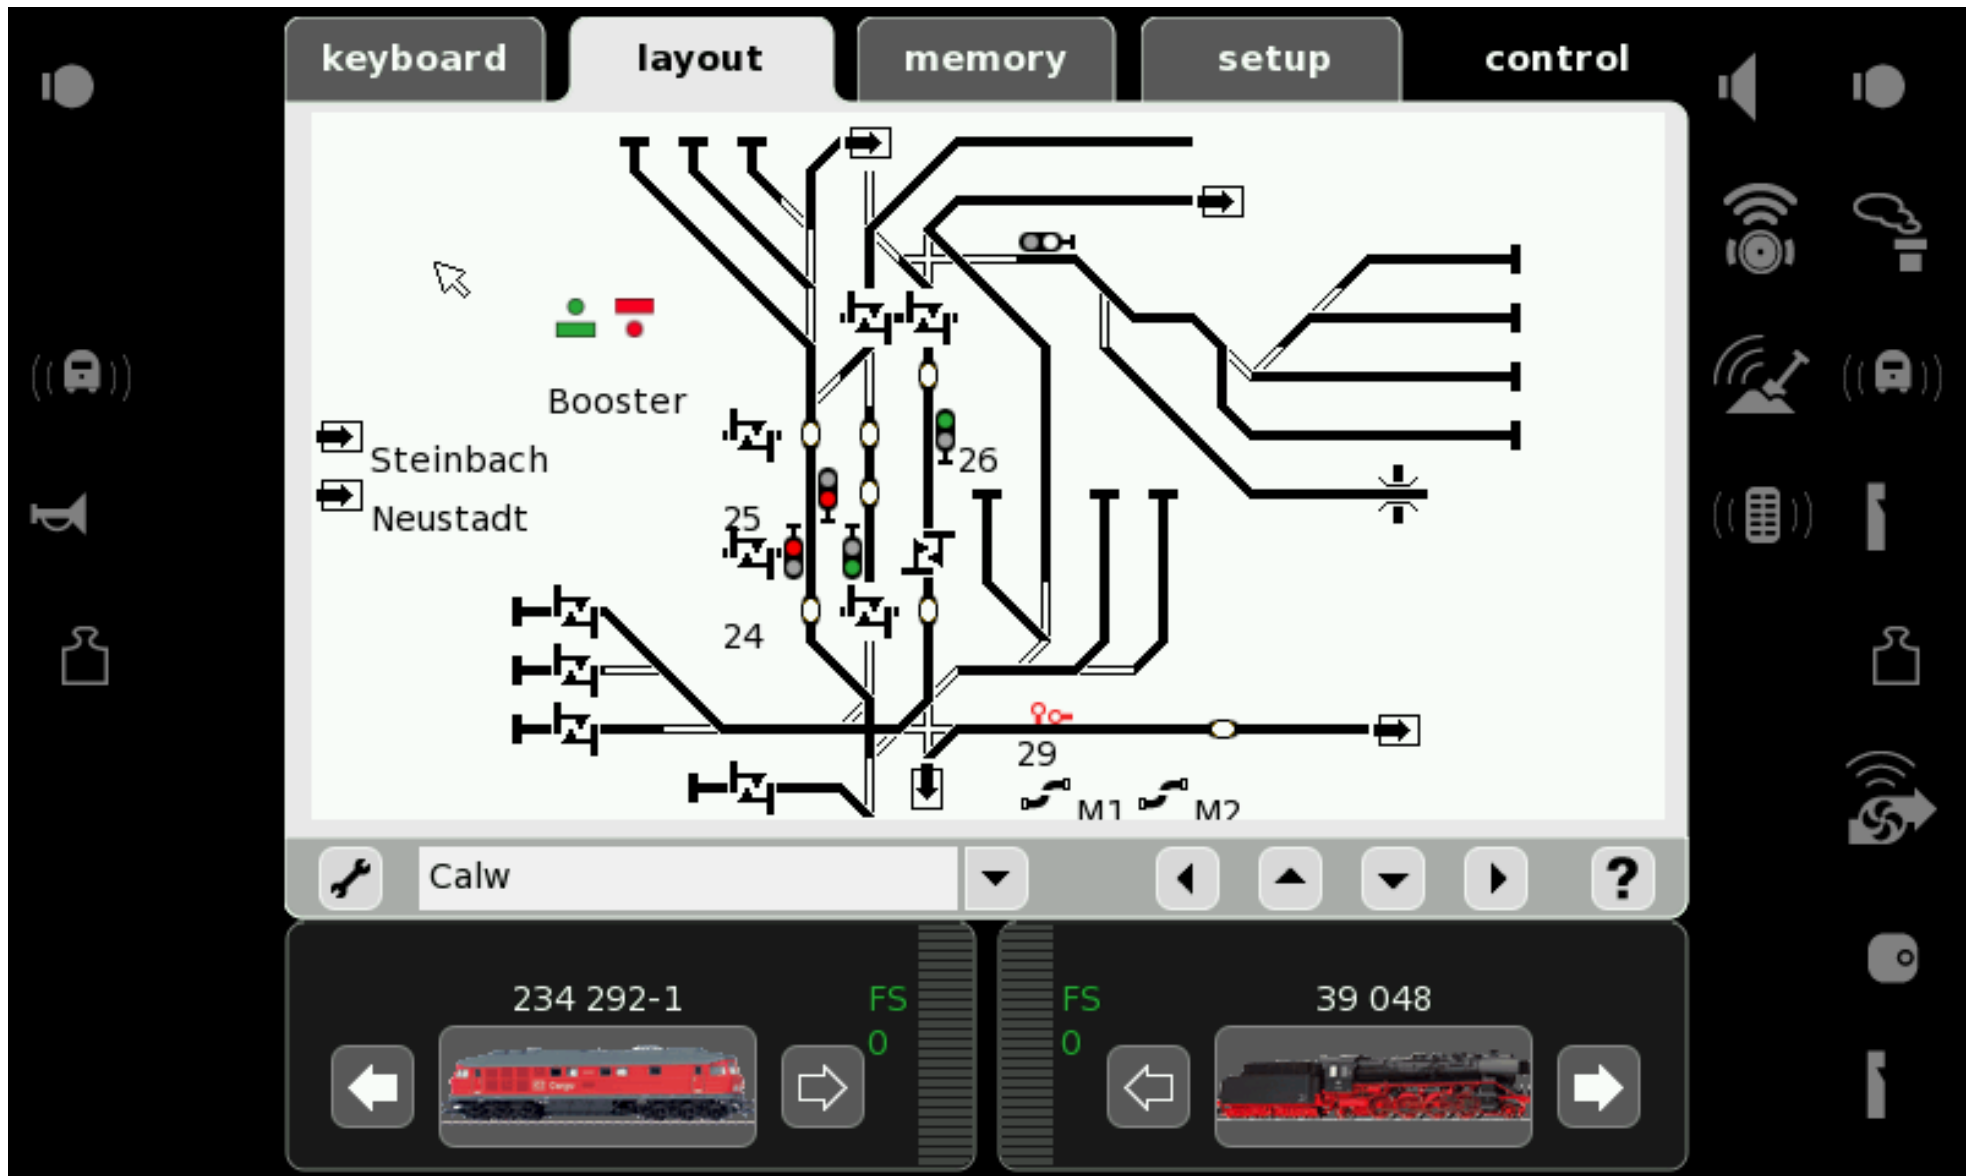 keyboard layout memory setup control
Booster
Steinbach
26
Neustadt
25
24
29
M1 M2
Calw
?
234 292-1 FS
0
FS 39 048
0